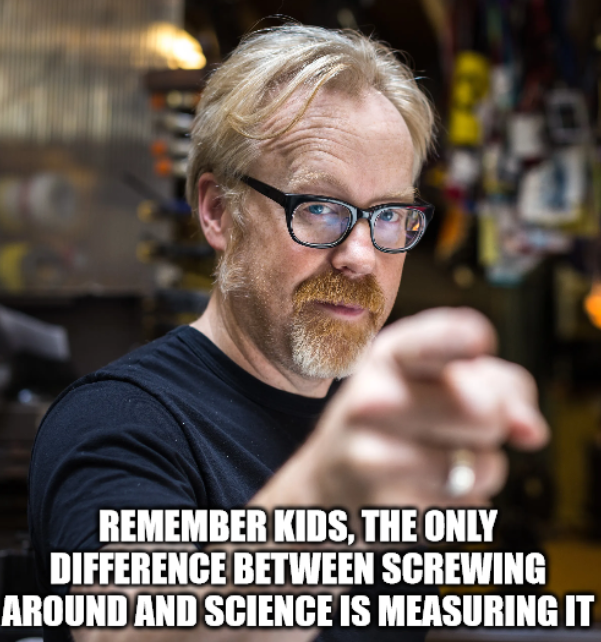 REMEMBER KIDS, THE ONLY
DIFFERENCE BETWEEN SCREWING
AROUND AND SCIENCE IS MEASURING IT